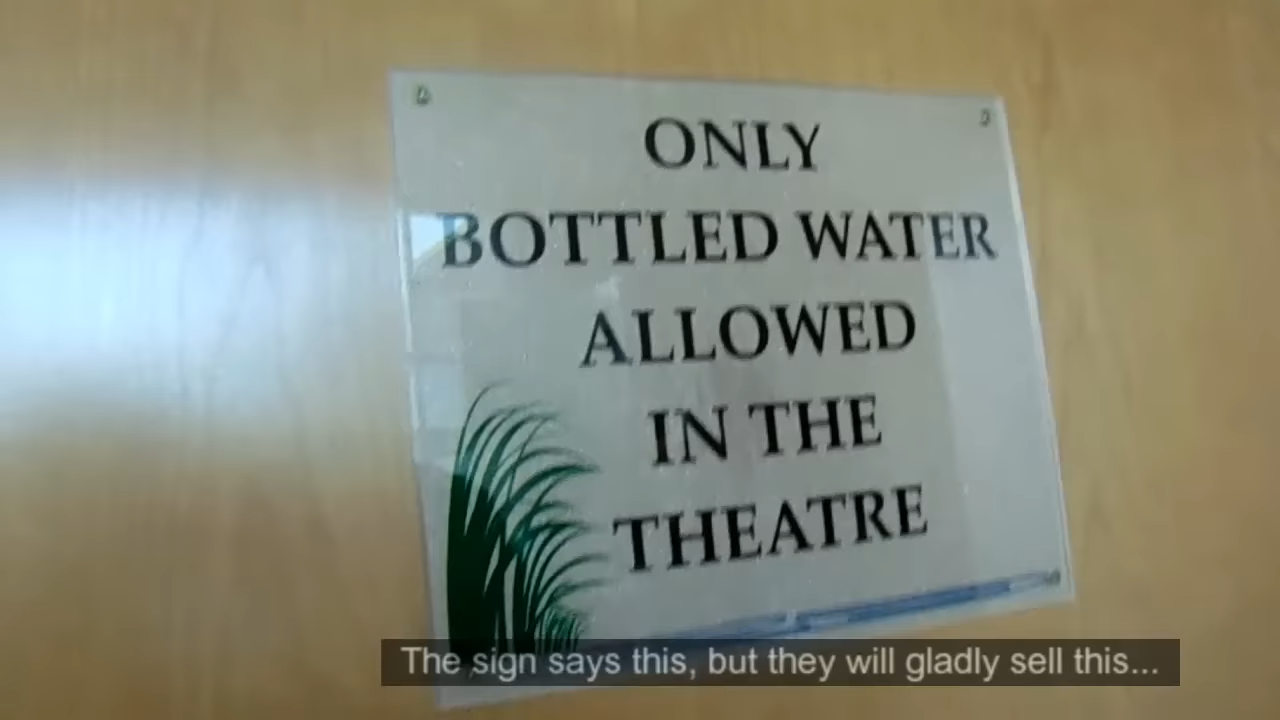 ONLY
BOTTLED WATER
ALLOWED
IN THE
THEATRE
The sign says this, but they will gladly sell this...